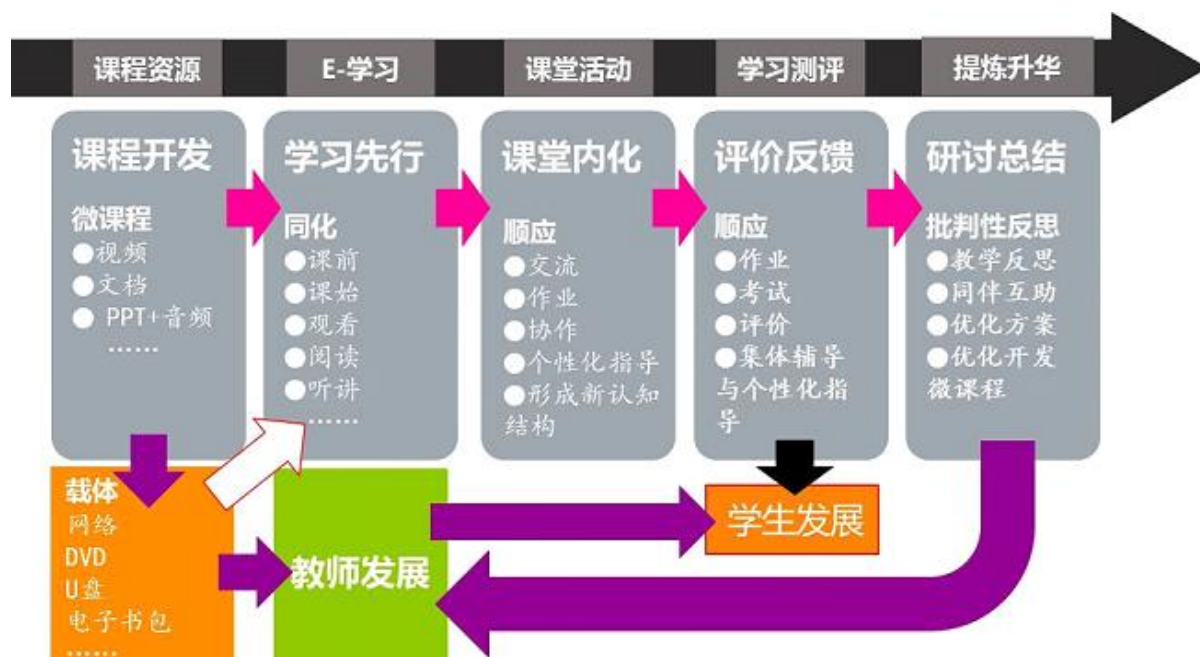 课程资源
E-学习
课堂活动
学习测评
提炼升华
课程开发
微课程
●视频
●文档
● PPT+音频
……
学习先行
同化
●课前
●课始
●观看
●阅读
●听讲
……
课堂内化
顺应
●交流
●作业
●协作
●个性化指导
●形成新认知
结构
评价反馈
顺应
●作业
●考试
●评价
●集体辅导
与个性化指
导
研讨总结
批判性反思
●教学反思
●同伴互助
●优化方案
●优化开发
微课程
载体
网络
DVD
U盘
电子书包
……
教师发展
学生发展